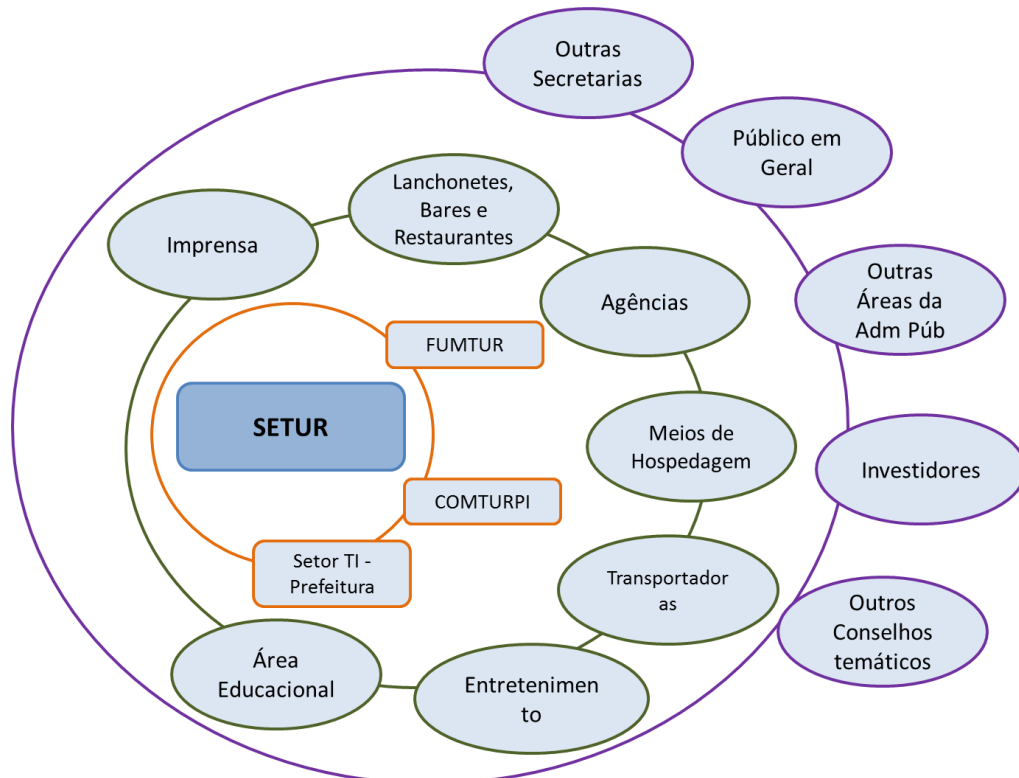 Outras
Secretarias
Público em
Geral
Lanchonetes,
Bares e
Restaurantes
Imprensa
Outras
Áreas da
Adm Púb
Agências
FUMTUR
SETUR
Meios de
Hospedagem
Investidores
COMTURPI
Setor TI -
Prefeitura
Transportador
as
Outros
Conselhos
temáticos
Área
Educacional
Entretenimen
to